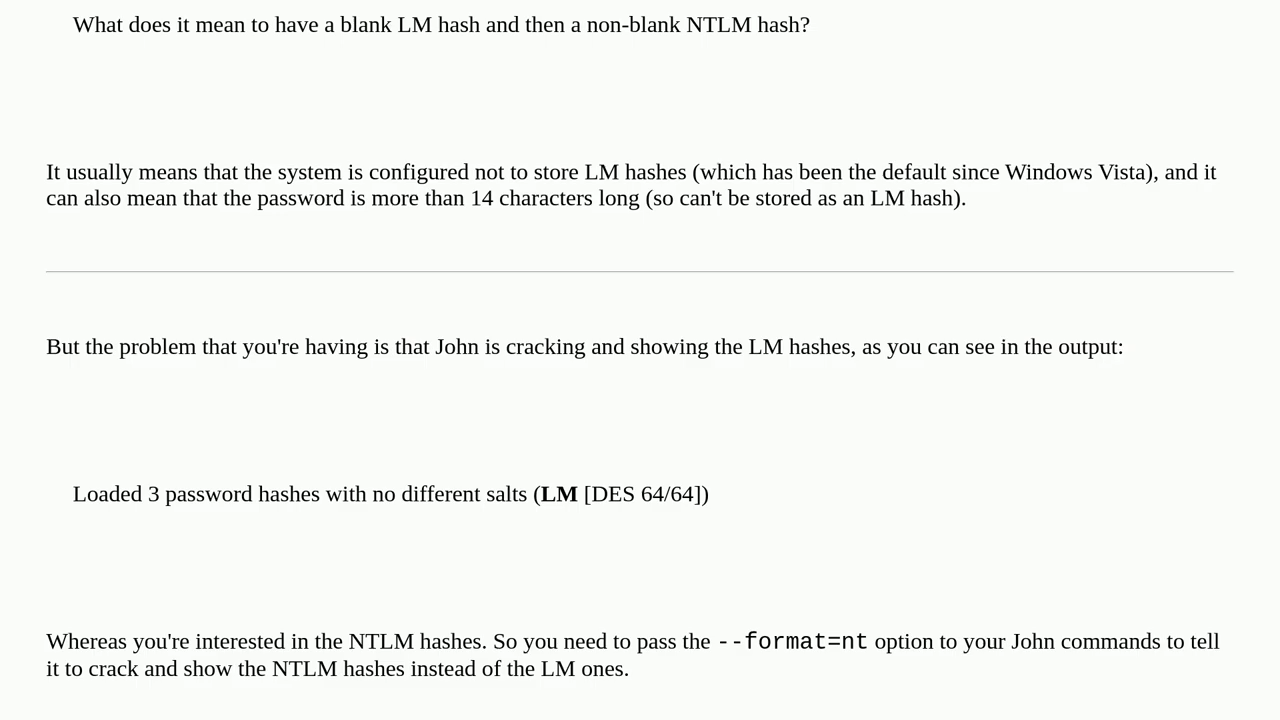 What does it mean to have a blank LM hash and then a non-blank NTLM hash?
It usually means that the system is configured not to store LM hashes (which has been the default since Windows Vista), and it
can also mean that the password is more than 14 characters long (so can't be stored as an LM hash).
But the problem that you're having is that John is cracking and showing the LM hashes, as you can see in the output:
Loaded 3 password hashes with no different salts (LM [DES 64/64])
Whereas you're interested in the NTLM hashes. So you need to pass the --format=nt option to your John commands to tell
it to crack and show the NTLM hashes instead of the LM ones.